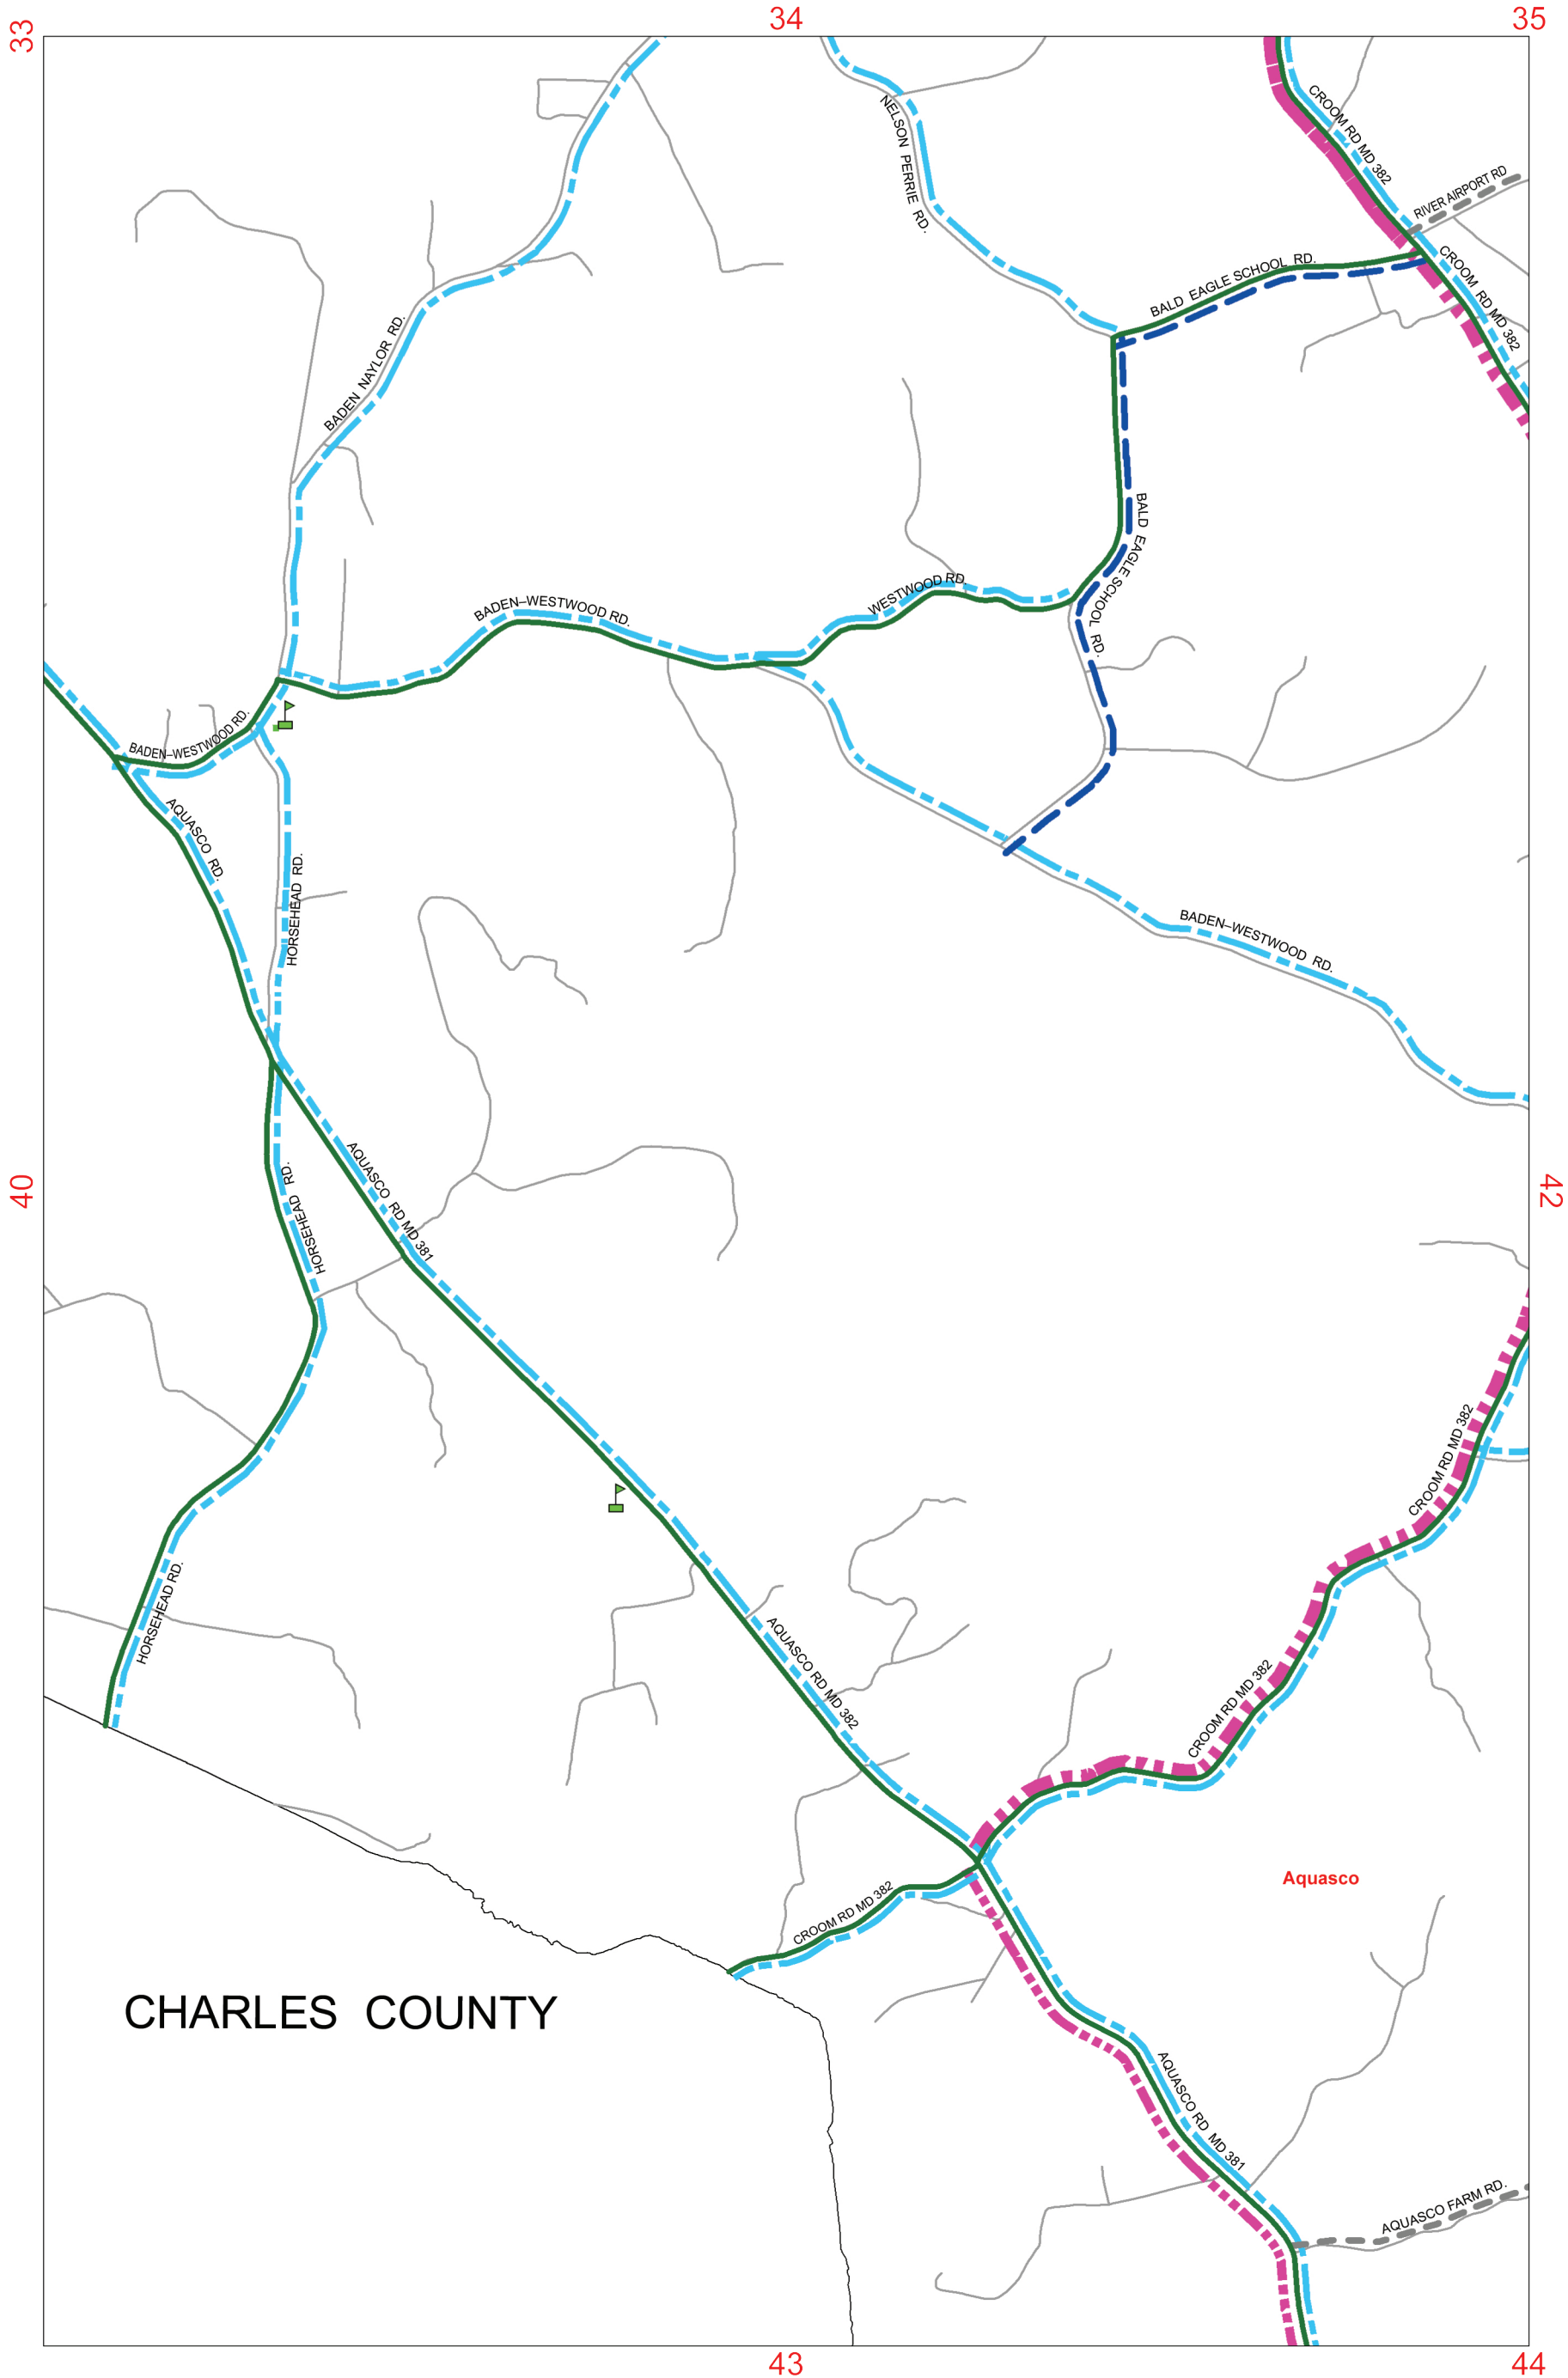 33
34
35
CROOM RD MD 382
NELSON PERRIE RD.
RIVER AIRPORT RD
CROOM RD MD 382
BALD EAGLE SCHOOL RD.
BADEN NAYLOR RD.
BALD EAGLE SCHOOL RD.
WESTWOOD RD.
BADEN–WESTWOOD RD.
BADEN–WESTWOOD RD.
AQUASCO RD.
HORSEHEAD RD.
BADEN–WESTWOOD RD.
40
42
AQUASCO RD MD 381
HORSEHEAD RD.
CROOM RD MD 382
HORSEHEAD RD.
AQUASCO RD MD 382
CROOM RD MD 382
Aquasco
CROOM RD MD 382
CHARLES COUNTY
AQUASCO RD MD 381
AQUASCO FARM RD.
43
44